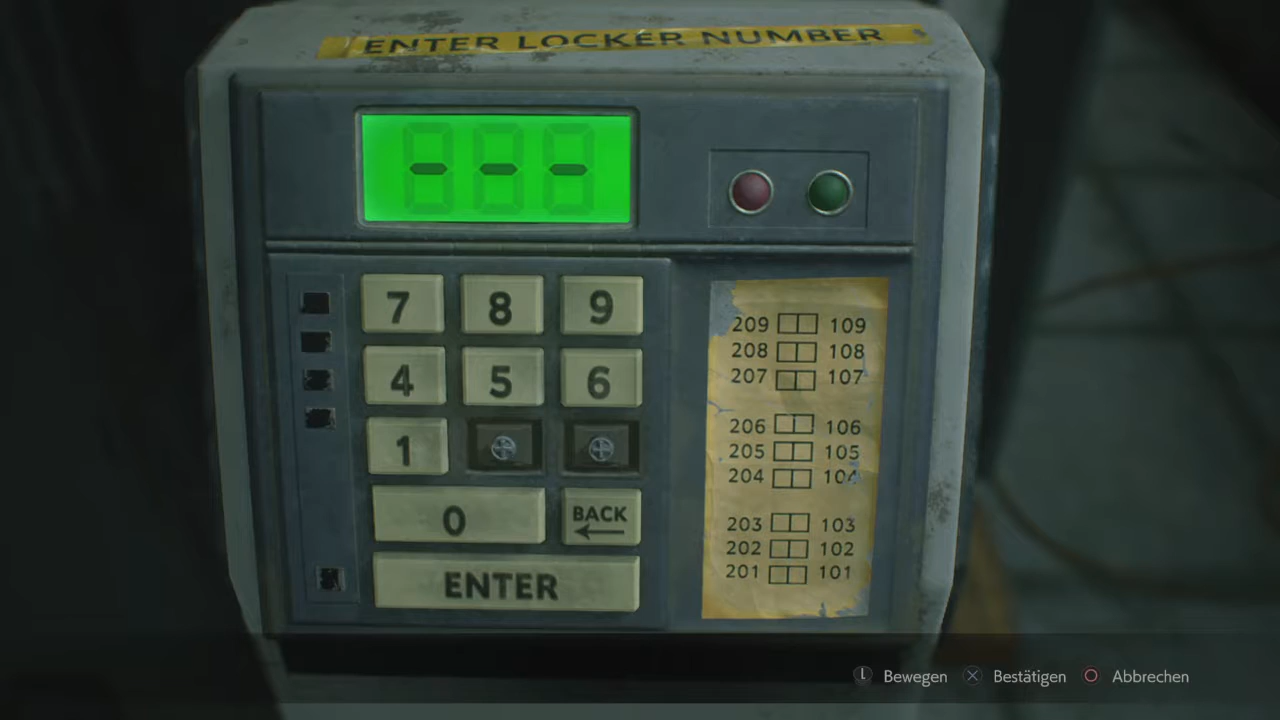 ENTER LOCKER NUMBER
- - -
7 8 9
4 5 6
1
0 BACK
ENTER
209 109
208 108
207 107
206 106
205 105
204 104
203 103
202 102
201 101
L Bewegen Bestätigen Abbrechen